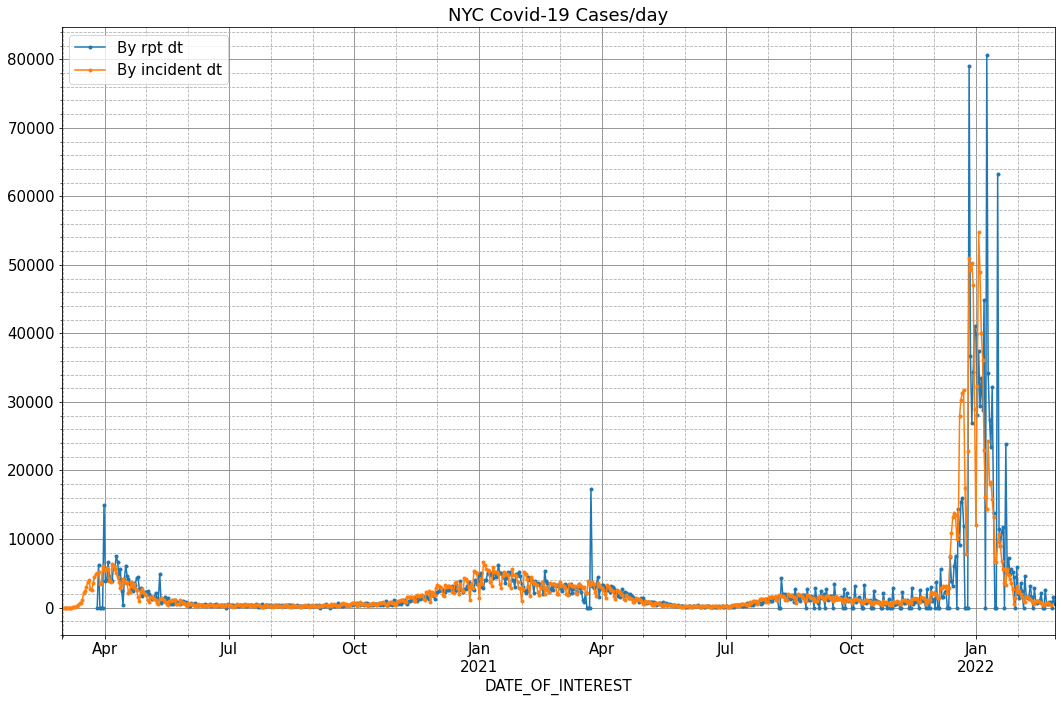 NYC Covid-19 Cases/day
By rpt dt
By incident dt
80000
70000
60000
50000
40000
30000
20000
10000
0
Apr Jul Oct Jan Apr Jul Oct Jan
2021 2022
DATE_OF_INTEREST